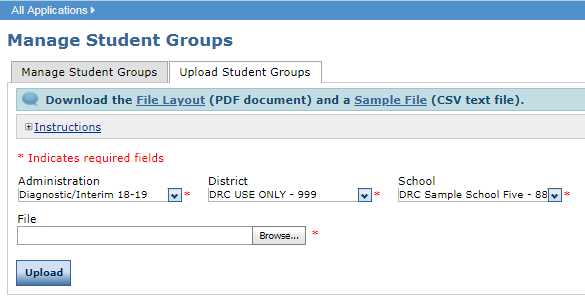 All Applications
Manage Student Groups
Manage Student Groups Upload Student Groups
Download the File Layout (PDF document) and a Sample File (CSV text file).
Instructions
* Indicates required fields
Administration District School
Diagnostic/Interim 18-19 * DRC USE ONLY - 999 * DRC Sample School Five - 88 *
File
Browse... *
Upload